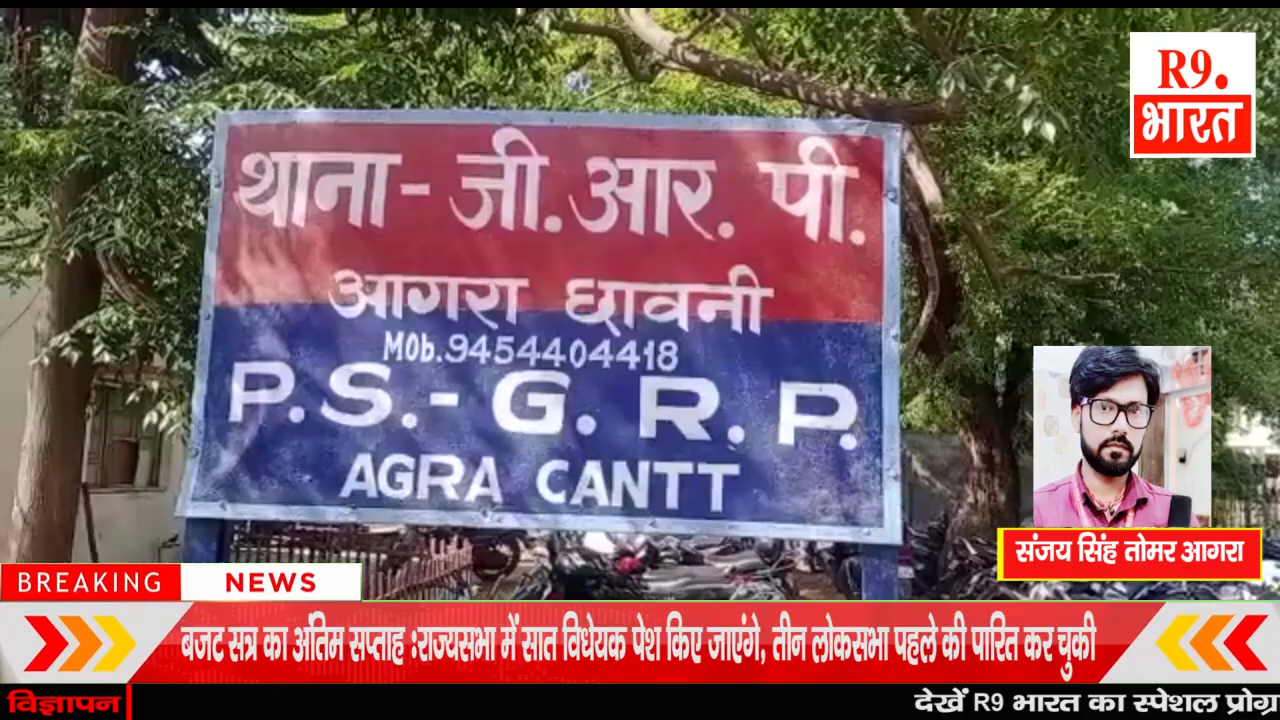 R9.
भारत
थाना - जी.आर. पी.
आगरा छावनी
MOb.9454404418
P.S.- G. R. P.
AGRA CANTT
संजय सिंह तोमर आगरा
BREAKING NEWS
बजट सत्र का अंतिम सप्ताह :राज्यसभा में सात विधेयक पेश किए जाएंगे, तीन लोकसभा पहले की पारित कर चुकी
विज्ञापन
देखें R9 भारत का स्पेशल प्रोग्र